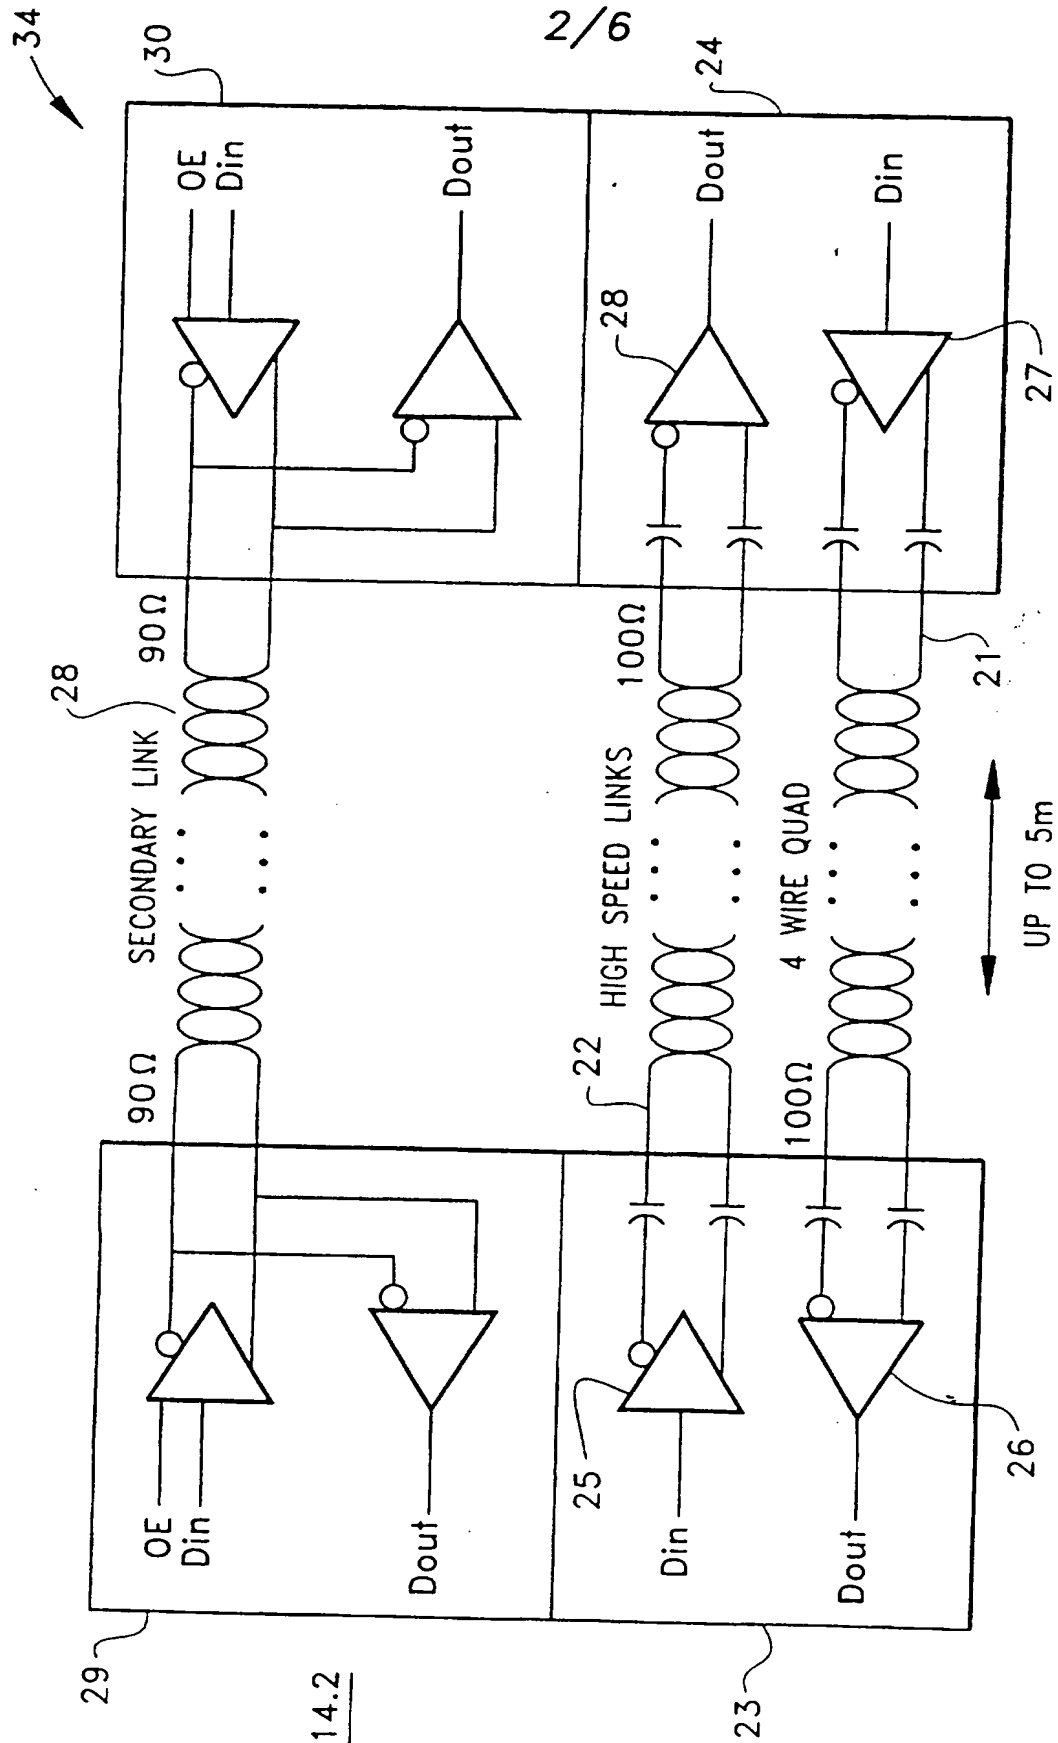 2/6
34
30
OE
Din
Dout
24
28
Dout
Din
27
90Ω
28
SECONDARY LINK
90Ω
100Ω
HIGH SPEED LINKS
22
21
4 WIRE QUAD
100Ω
UP TO 5m
OE
Din
Dout
29
25
Din
Dout
26
23
14.2